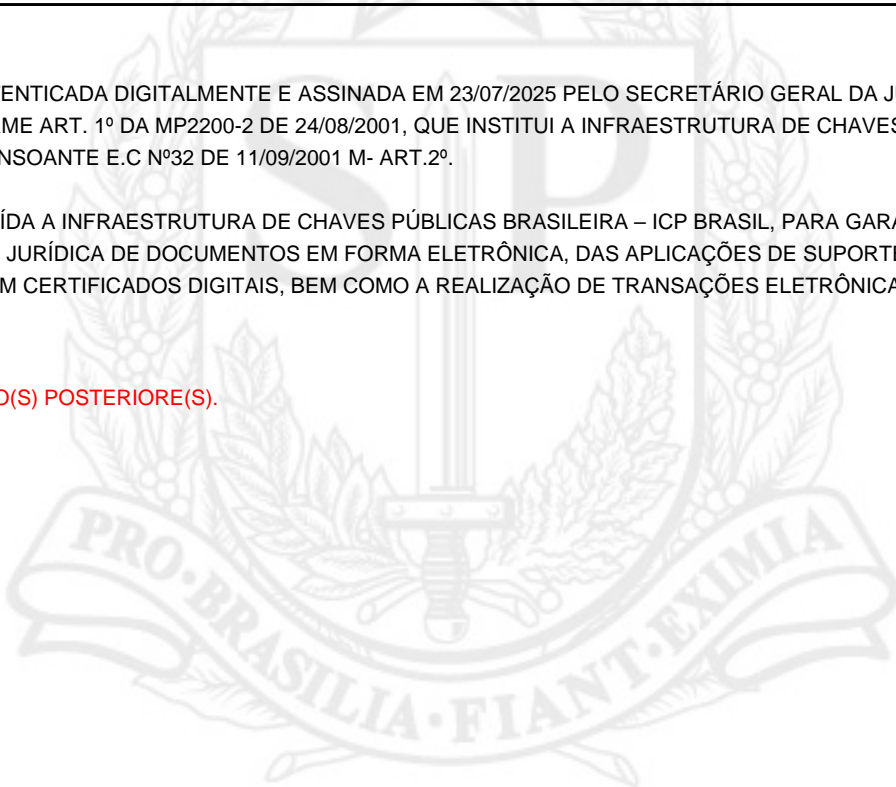 ENTICADA DIGITALMENTE E ASSINADA EM 23/07/2025 PELO SECRETÁRIO GERAL DA J
ME ART. 1º DA MP2200-2 DE 24/08/2001, QUE INSTITUI A INFRAESTRUTURA DE CHAVES
NSOANTE E.C Nº32 DE 11/09/2001 M- ART.2º.
ÍDA A INFRAESTRUTURA DE CHAVES PÚBLICAS BRASILEIRA – ICP BRASIL, PARA GARA
JURÍDICA DE DOCUMENTOS EM FORMA ELETRÔNICA, DAS APLICAÇÕES DE SUPORTE
M CERTIFICADOS DIGITAIS, BEM COMO A REALIZAÇÃO DE TRANSAÇÕES ELETRÔNICA
O(S) POSTERIORE(S).
SP
PRO·BRASILIA·FIANT·EXIMIA